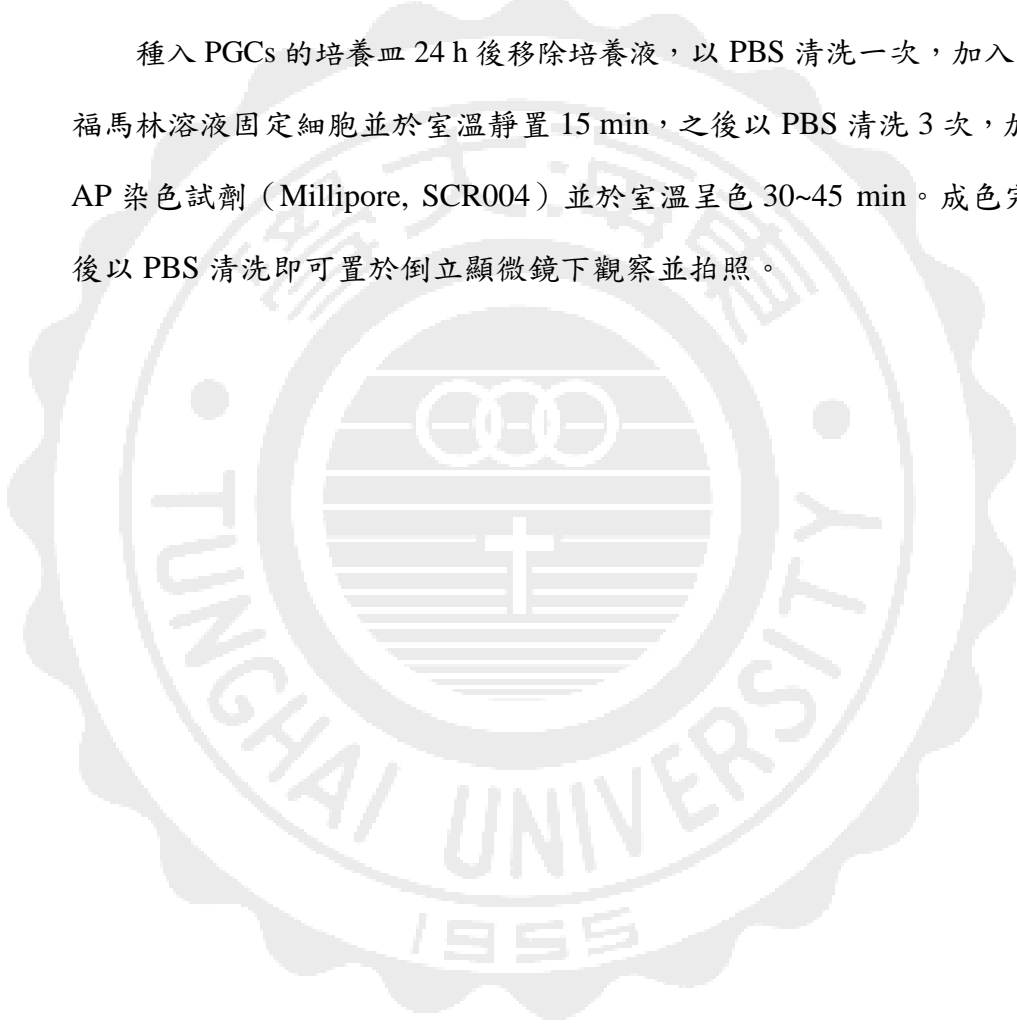 種入 PGCs 的培養皿 24 h 後移除培養液，以 PBS 清洗一次，加入
福馬林溶液固定細胞並於室溫靜置 15 min，之後以 PBS 清洗 3 次，加
AP 染色試劑（Millipore, SCR004）並於室溫呈色 30~45 min。成色完
後以 PBS 清洗即可置於倒立顯微鏡下觀察並拍照。
TUNGHAI UNIVERSITY
1955